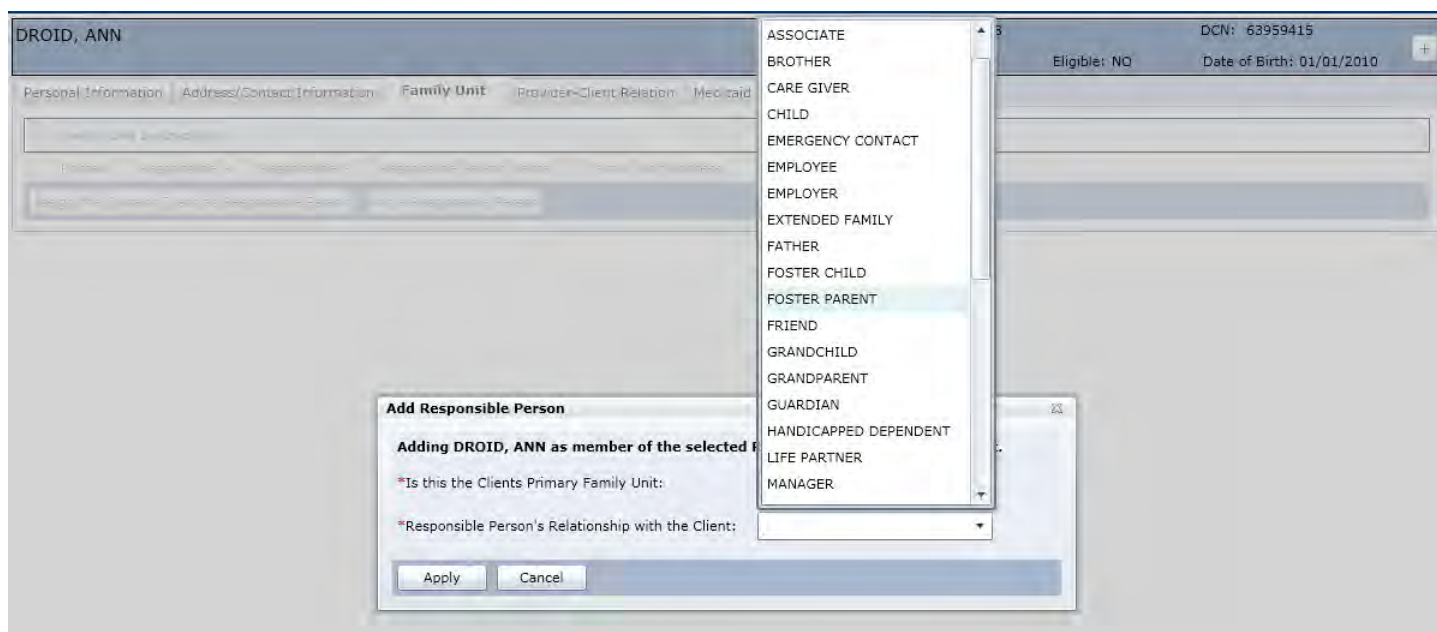 DROID, ANN
DCN: 63959415
Eligible: NO
Date of Birth: 01/01/2010
+
Personal Information
Address/Contact Information
Family Unit
Provider-Client Relation
Medicaid
ASSOCIATE
BROTHER
CARE GIVER
CHILD
EMERGENCY CONTACT
EMPLOYEE
EMPLOYER
EXTENDED FAMILY
FATHER
FOSTER CHILD
FOSTER PARENT
FRIEND
GRANDCHILD
GRANDPARENT
GUARDIAN
HANDICAPPED DEPENDENT
LIFE PARTNER
MANAGER
Add Responsible Person
Adding DROID, ANN as member of the selected
*Is this the Clients Primary Family Unit:
*Responsible Person's Relationship with the Client:
Apply
Cancel